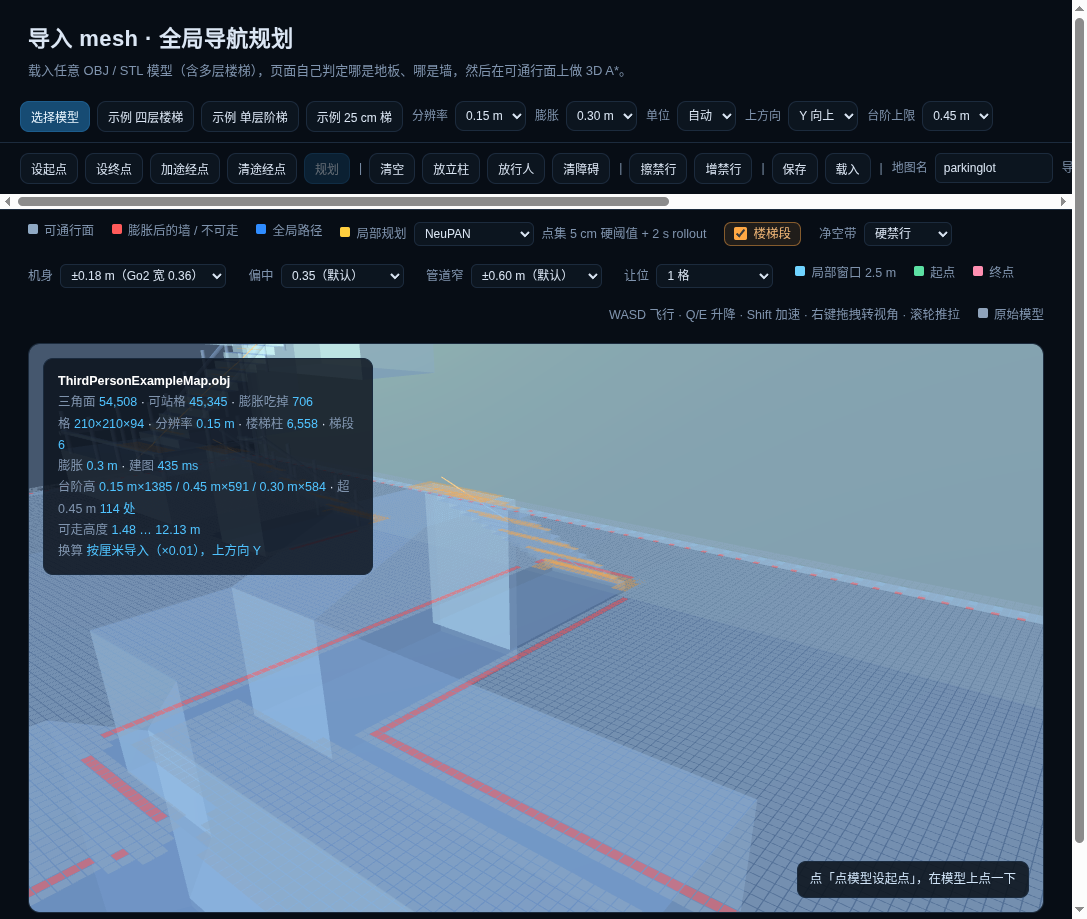 导入 mesh · 全局导航规划
载入任意 OBJ / STL 模型（含多层楼梯），页面自己判定哪是地板、哪是墙，然后在可通行面上做 3D A*。
选择模型 示例 四层楼梯 示例 单层阶梯 示例 25 cm 梯 分辨率 0.15 m 膨胀 0.30 m 单位 自动 上方向 Y 向上 台阶上限 0.45 m
设起点 设终点 加途经点 清途经点 规划 | 清空 放立柱 放行人 清障碍 | 擦禁行 增禁行 | 保存 载入 | 地图名 parkinglot 导
可通行面 膨胀后的墙 / 不可走 全局路径 局部规划 NeuPAN 点集 5 cm 硬阈值 + 2 s rollout 楼梯段 净空带 硬禁行
机身 ±0.18 m（Go2 宽 0.36） 偏中 0.35（默认） 管道窄 ±0.60 m（默认） 让位 1 格 局部窗口 2.5 m 起点 终点
WASD 飞行 · Q/E 升降 · Shift 加速 · 右键拖拽转视角 · 滚轮推拉 原始模型
ThirdPersonExampleMap.obj
三角面 54,508 · 可站格 45,345 · 膨胀吃掉 706
格 210×210×94 · 分辨率 0.15 m · 楼梯柱 6,558 · 梯段
6
膨胀 0.3 m · 建图 435 ms
台阶高 0.15 m×1385 / 0.45 m×591 / 0.30 m×584 · 超
0.45 m 114 处
可走高度 1.48 … 12.13 m
换算 按厘米导入（×0.01），上方向 Y
点「点模型设起点」，在模型上点一下